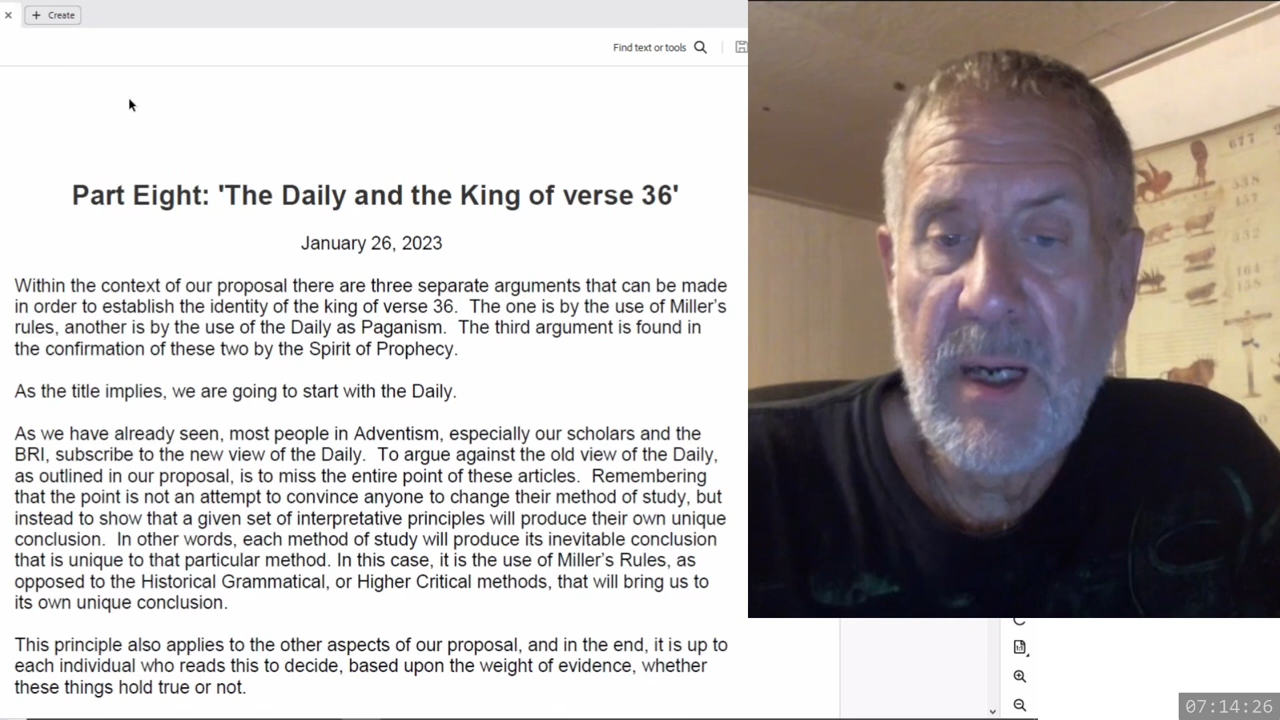 + Create
Find text or tools
Part Eight: 'The Daily and the King of verse 36'
January 26, 2023
Within the context of our proposal there are three separate arguments that can be made
in order to establish the identity of the king of verse 36.  The one is by the use of Miller's
rules, another is by the use of the Daily as Paganism.  The third argument is found in
the confirmation of these two by the Spirit of Prophecy.
As the title implies, we are going to start with the Daily.
As we have already seen, most people in Adventism, especially our scholars and the
BRI, subscribe to the new view of the Daily.  To argue against the old view of the Daily,
as outlined in our proposal, is to miss the entire point of these articles.  Remembering
that the point is not an attempt to convince anyone to change their method of study, but
instead to show that a given set of interpretative principles will produce their own unique
conclusion.  In other words, each method of study will produce its inevitable conclusion
that is unique to that particular method. In this case, it is the use of Miller's Rules, as
opposed to the Historical Grammatical, or Higher Critical methods, that will bring us to
its own unique conclusion.
This principle also applies to the other aspects of our proposal, and in the end, it is up to
each individual who reads this to decide, based upon the weight of evidence, whether
these things hold true or not.
677
538
457
07:14:26